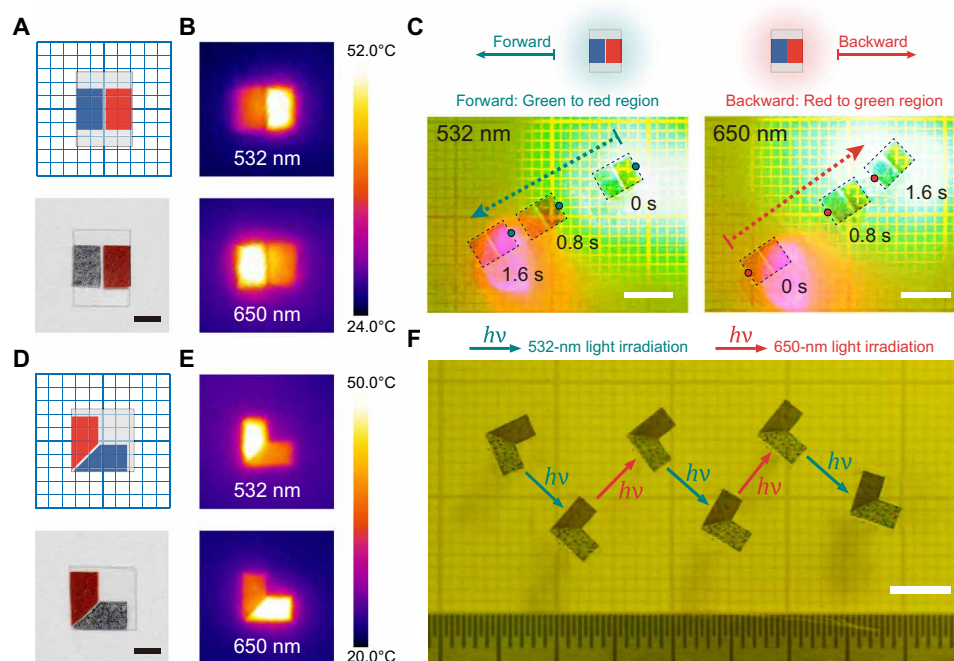 A
B
52.0°C
532 nm
650 nm
24.0°C
C
Forward
Backward
Forward: Green to red region
Backward: Red to green region
532 nm
0 s
0.8 s
1.6 s
650 nm
1.6 s
0.8 s
0 s
D
E
50.0°C
532 nm
650 nm
20.0°C
F
hν 532-nm light irradiation
hν 650-nm light irradiation
hν
hν
hν
hν
hν